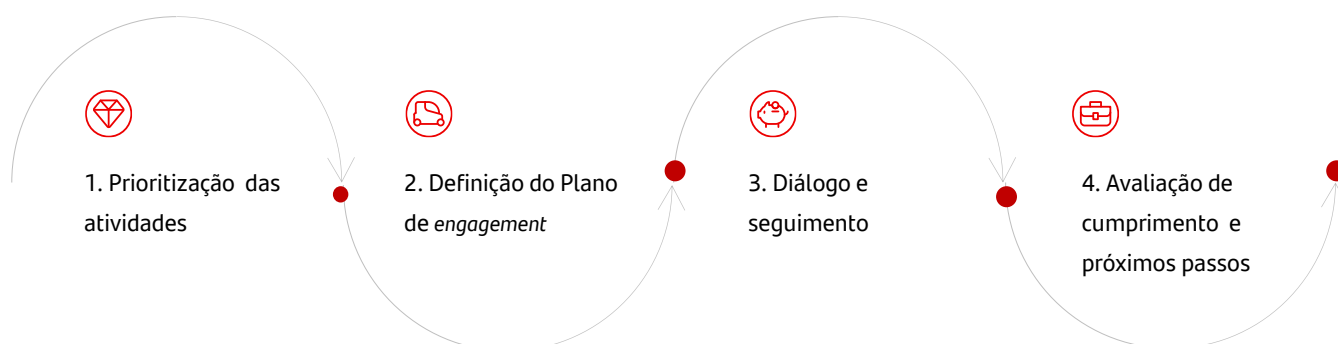 1. Prioritização das
atividades
2. Definição do Plano
de engagement
3. Diálogo e
seguimento
4. Avaliação de
cumprimento e
próximos passos